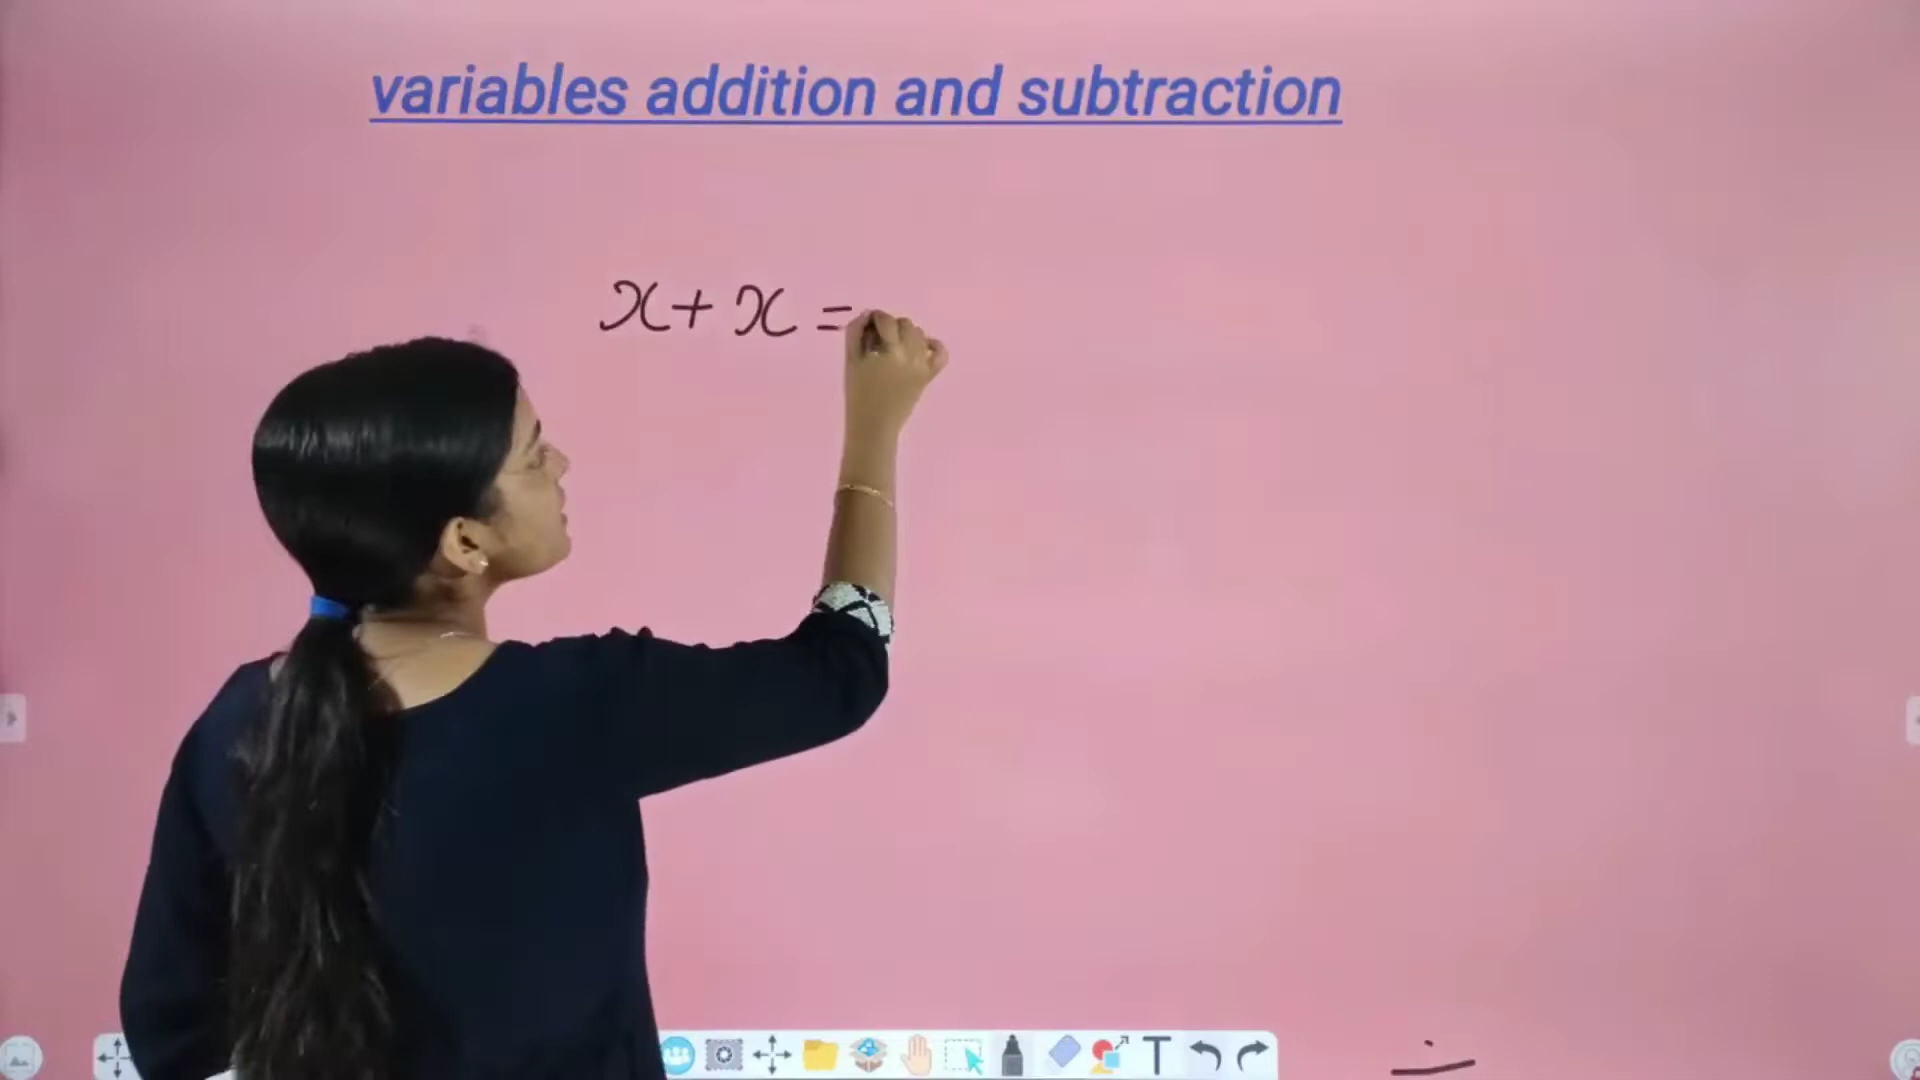 variables addition and subtraction
x + x =